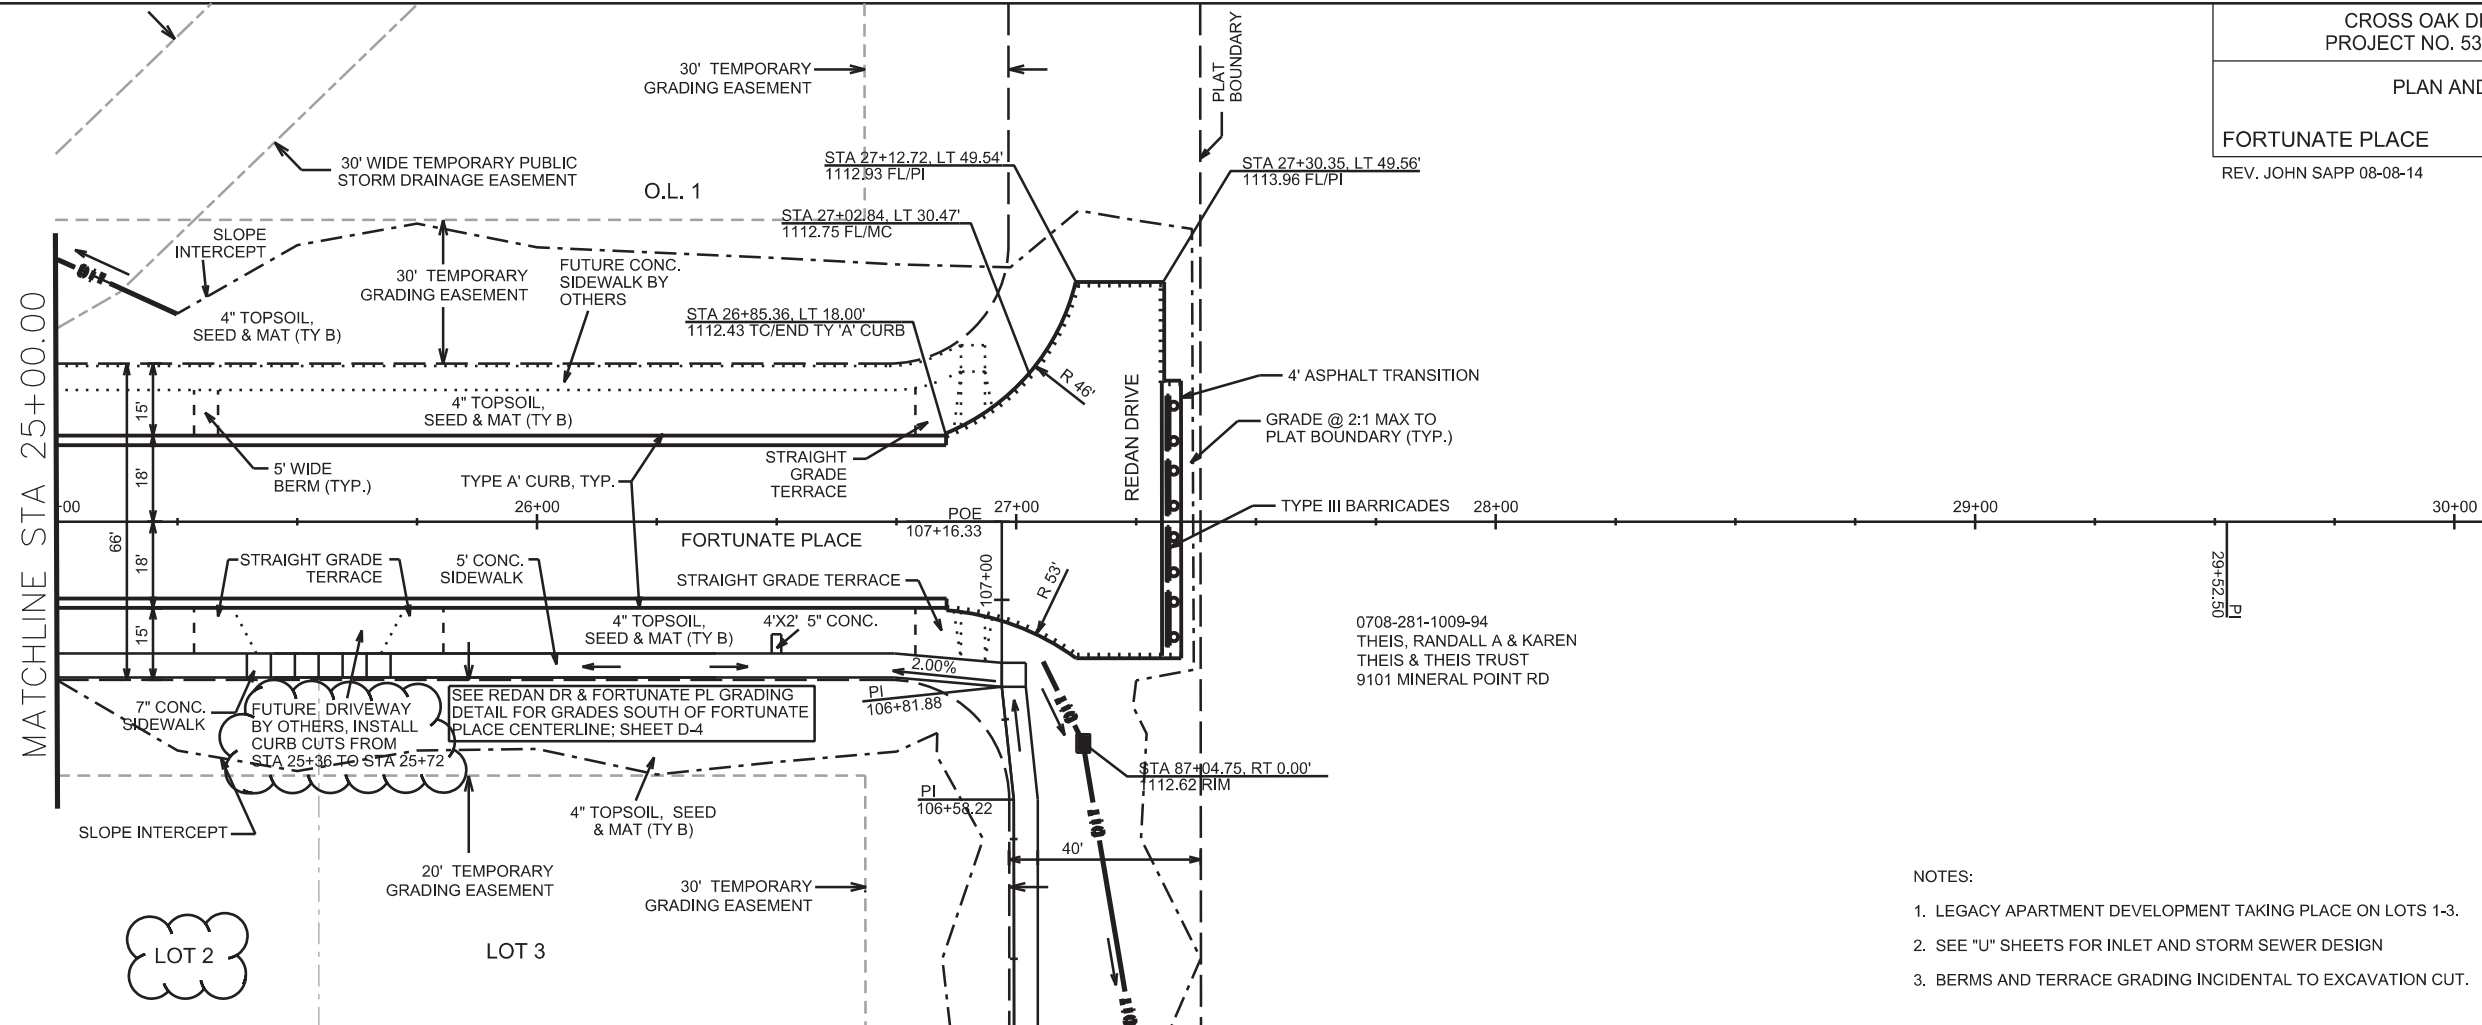 CROSS OAK D
PROJECT NO. 53
PLAN AND
FORTUNATE PLACE
REV. JOHN SAPP 08-08-14
30' TEMPORARY
GRADING EASEMENT
PLAT
BOUNDARY
30' WIDE TEMPORARY PUBLIC
STORM DRAINAGE EASEMENT
O.L. 1
STA 27+12.72, LT 49.54'
1112.93 FL/PI
STA 27+30.35, LT 49.56'
1113.96 FL/PI
STA 27+02.84, LT 30.47'
1112.75 FL/MC
SLOPE
INTERCEPT
30' TEMPORARY
GRADING EASEMENT
FUTURE CONC.
SIDEWALK BY
OTHERS
4" TOPSOIL,
SEED & MAT (TY B)
STA 26+85.36, LT 18.00'
1112.43 TC/END TY 'A' CURB
MATCHLINE STA 25+00.00
R 46'
REDAN DRIVE
4' ASPHALT TRANSITION
15'
4" TOPSOIL,
SEED & MAT (TY B)
GRADE @ 2:1 MAX TO
PLAT BOUNDARY (TYP.)
5' WIDE
BERM (TYP.)
18'
TYPE A' CURB, TYP.
STRAIGHT
GRADE
TERRACE
TYPE III BARRICADES
00
26+00
27+00
28+00
29+00
30+00
POE
107+16.33
66'
18'
FORTUNATE PLACE
STRAIGHT GRADE
TERRACE
5' CONC.
SIDEWALK
STRAIGHT GRADE TERRACE
107+00
R 53'
PI
29+52.50
15'
4" TOPSOIL,
SEED & MAT (TY B)
4'X2' 5" CONC.
0708-281-1009-94
THEIS, RANDALL A & KAREN
THEIS & THEIS TRUST
9101 MINERAL POINT RD
2.00%
PI
106+81.88
7" CONC.
SIDEWALK
FUTURE DRIVEWAY
BY OTHERS, INSTALL
CURB CUTS FROM
STA 25+36 TO STA 25+72
SEE REDAN DR & FORTUNATE PL GRADING
DETAIL FOR GRADES SOUTH OF FORTUNATE
PLACE CENTERLINE; SHEET D-4
STA 87+04.75, RT 0.00'
1112.62 RIM
PI
106+58.22
SLOPE INTERCEPT
4" TOPSOIL, SEED
& MAT (TY B)
40'
20' TEMPORARY
GRADING EASEMENT
30' TEMPORARY
GRADING EASEMENT
LOT 2
LOT 3
NOTES:
1. LEGACY APARTMENT DEVELOPMENT TAKING PLACE ON LOTS 1-3.
2. SEE "U" SHEETS FOR INLET AND STORM SEWER DESIGN
3. BERMS AND TERRACE GRADING INCIDENTAL TO EXCAVATION CUT.